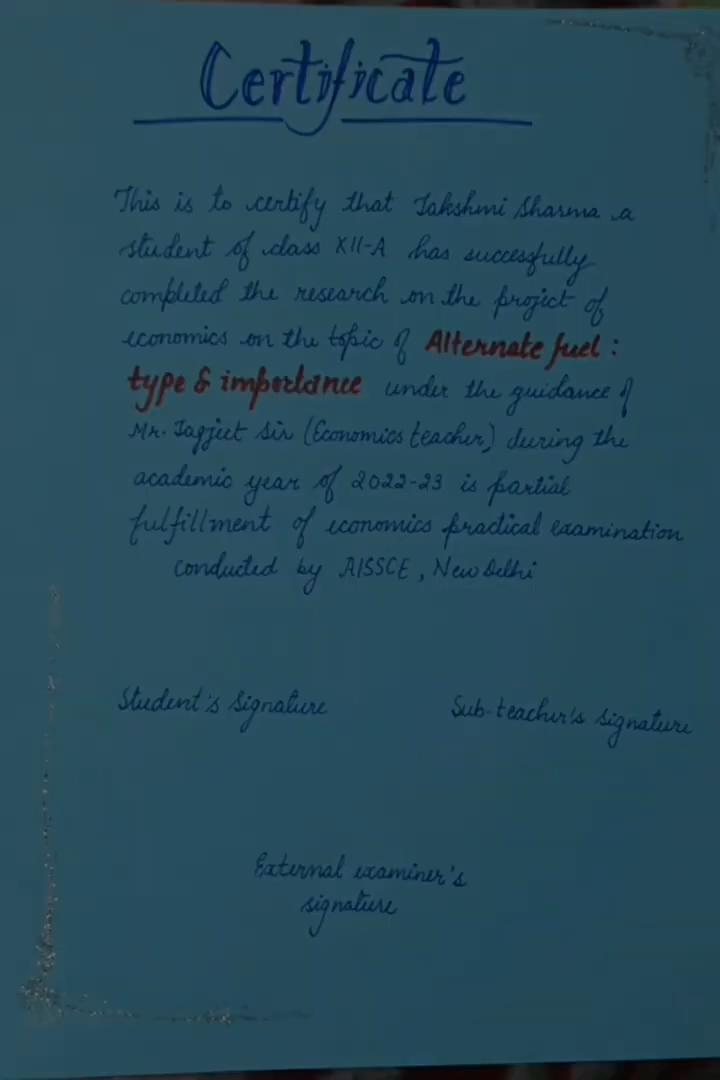 Certificate
This is to certify that Takshmi Sharma a
student of class XII-A has successfully
completed the research on the project of
economics on the topic of Alternate fuel :
type & importance under the guidance of
Mr. Jagjeet Sir (Economics teacher) during the
academic year of 2022-23 is partial
fulfillment of economics practical examination
conducted by AISSCE, New Delhi
Student's signature
Sub-teacher's signature
External examiner's
signature